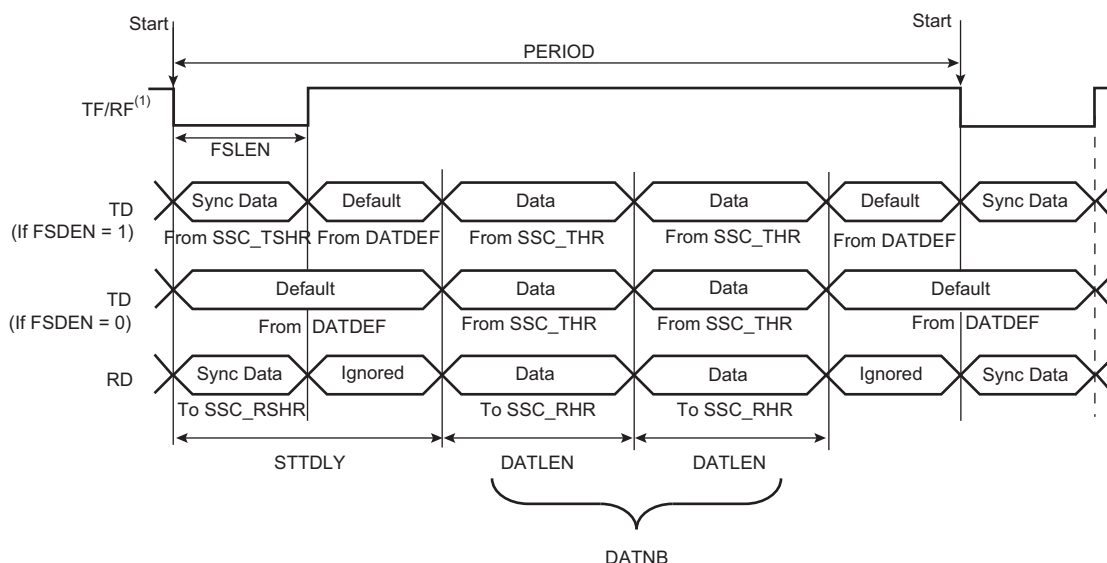 Start
Start
PERIOD
TF/RF(1)
FSLEN
TD
(If FSDEN = 1)
Sync Data
Default
Data
Data
Default
Sync Data
From SSC_TSHR
From DATDEF
From SSC_THR
From SSC_THR
From DATDEF
TD
(If FSDEN = 0)
Default
Data
Data
Default
From DATDEF
From SSC_THR
From SSC_THR
From DATDEF
RD
Sync Data
Ignored
Data
Data
Ignored
Sync Data
To SSC_RSHR
To SSC_RHR
To SSC_RHR
STTDLY
DATLEN
DATLEN
DATNB